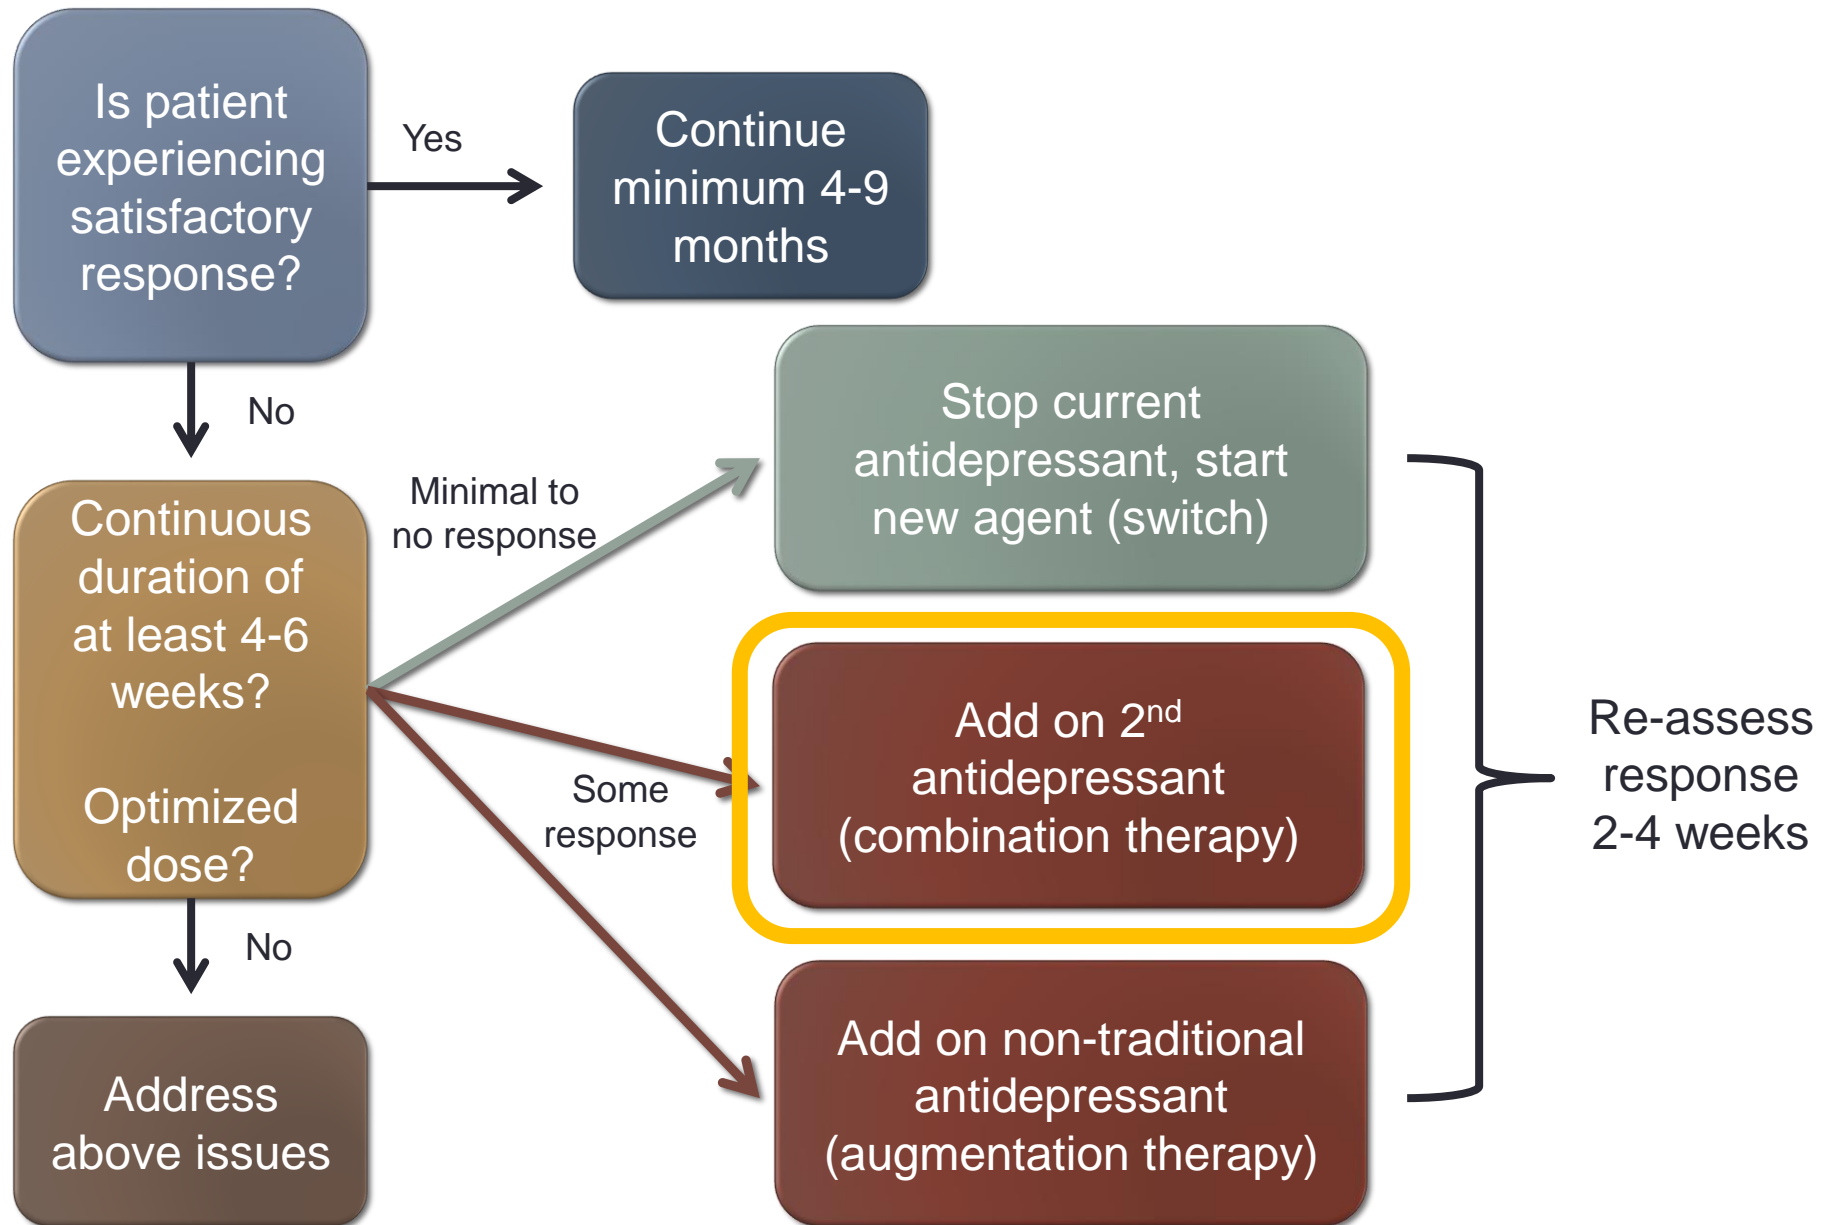 Is patient
experiencing
satisfactory
response?
Yes
Continue
minimum 4-9
months
No
Continuous
duration of
at least 4-6
weeks?
Optimized
dose?
Minimal to
no response
Stop current
antidepressant, start
new agent (switch)
Some
response
Add on 2nd
antidepressant
(combination therapy)
Add on non-traditional
antidepressant
(augmentation therapy)
Re-assess
response
2-4 weeks
No
Address
above issues